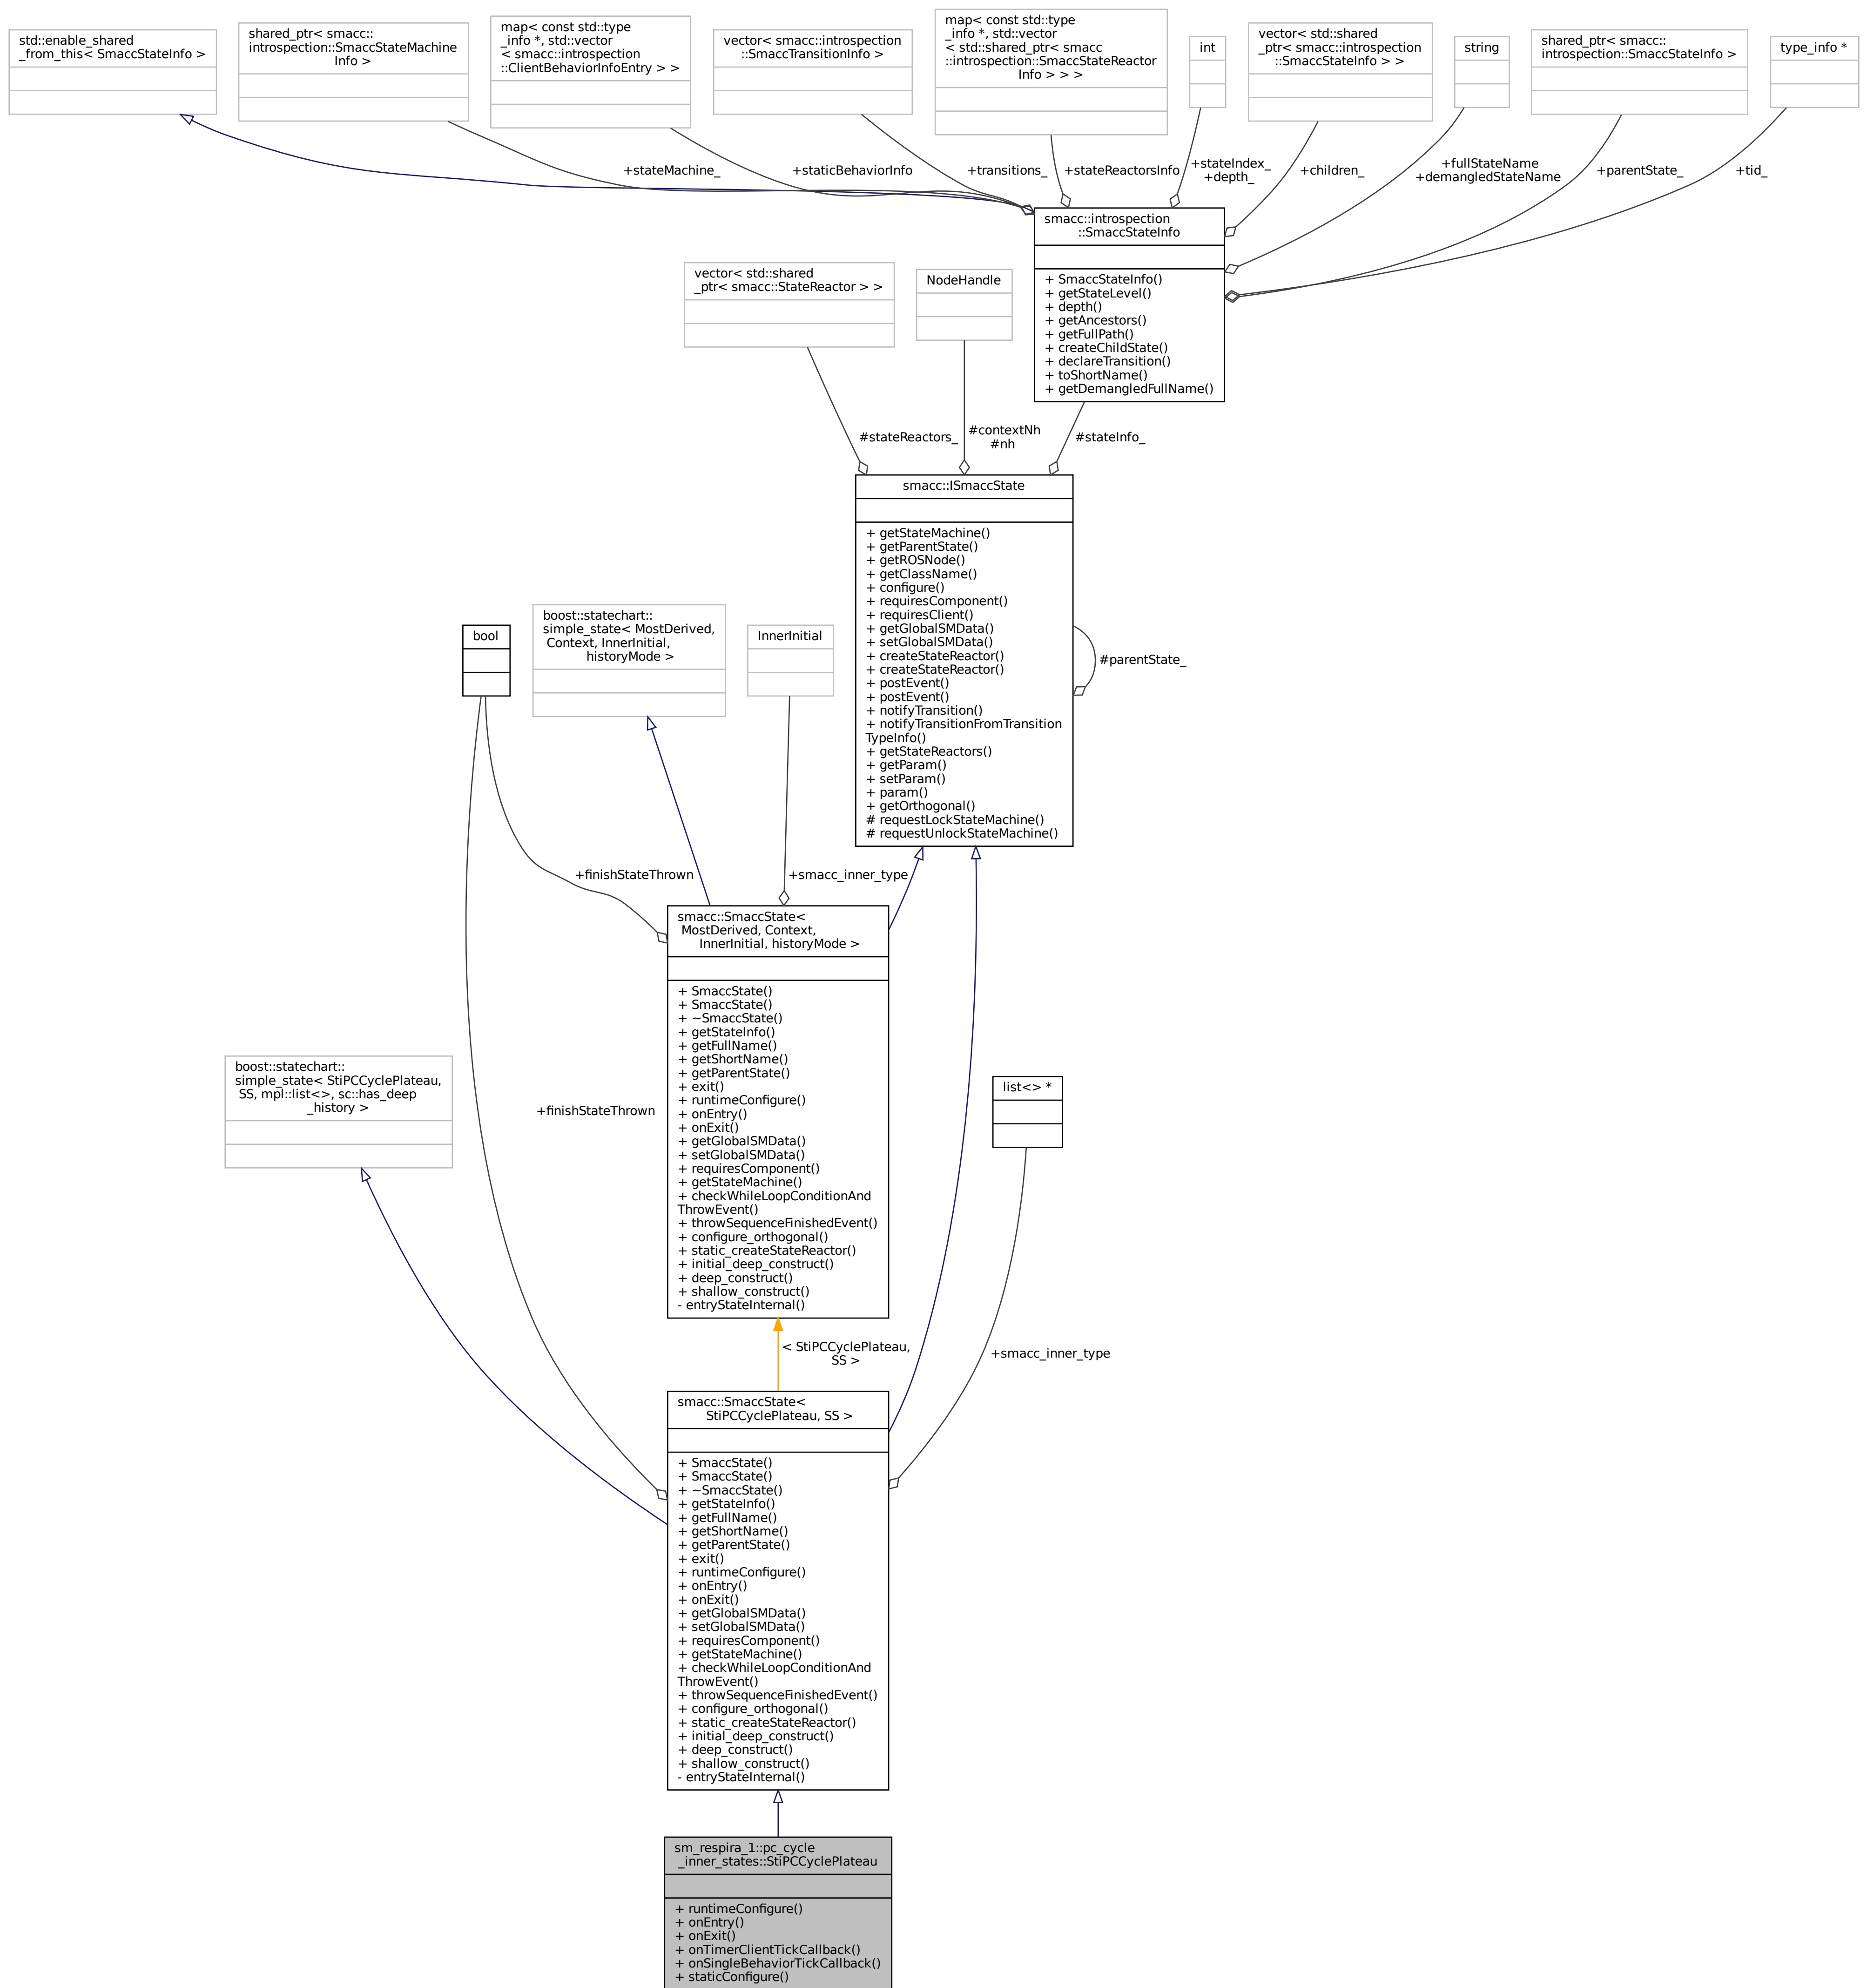 std::enable_shared
_from_this< SmaccStateInfo >
shared_ptr< smacc::
introspection::SmaccStateMachine
Info >
map< const std::type
_info *, std::vector
< smacc::introspection
::ClientBehaviorInfoEntry > >
vector< smacc::introspection
::SmaccTransitionInfo >
map< const std::type
_info *, std::vector
< std::shared_ptr< smacc
::introspection::SmaccStateReactor
Info > > >
int
vector< std::shared
_ptr< smacc::introspection
::SmaccStateInfo > >
string
shared_ptr< smacc::
introspection::SmaccStateInfo >
type_info *
+stateMachine_
+staticBehaviorInfo
+transitions_
+stateReactorsInfo
+stateIndex_
+depth_
+children_
+fullStateName
+demangledStateName
+parentState_
+tid_
smacc::introspection
::SmaccStateInfo
+ SmaccStateInfo()
+ getStateLevel()
+ depth()
+ getAncestors()
+ getFullPath()
+ createChildState()
+ declareTransition()
+ toShortName()
+ getDemangledFullName()
vector< std::shared
_ptr< smacc::StateReactor > >
NodeHandle
#stateReactors_
#contextNh
#nh
#stateInfo_
smacc::ISmaccState
+ getStateMachine()
+ getParentState()
+ getROSNode()
+ getClassName()
+ configure()
+ requiresComponent()
+ requiresClient()
+ getGlobalSMData()
+ setGlobalSMData()
+ createStateReactor()
+ createStateReactor()
+ postEvent()
+ postEvent()
+ notifyTransition()
+ notifyTransitionFromTransition
TypeInfo()
+ getStateReactors()
+ getParam()
+ setParam()
+ param()
+ getOrthogonal()
# requestLockStateMachine()
# requestUnlockStateMachine()
#parentState_
bool
boost::statechart::
simple_state< MostDerived,
Context, InnerInitial,
historyMode >
InnerInitial
+finishStateThrown
+smacc_inner_type
smacc::SmaccState<
MostDerived, Context,
InnerInitial, historyMode >
+ SmaccState()
+ SmaccState()
+ ~SmaccState()
+ getStateInfo()
+ getFullName()
+ getShortName()
+ getParentState()
+ exit()
+ runtimeConfigure()
+ onEntry()
+ onExit()
+ getGlobalSMData()
+ setGlobalSMData()
+ requiresComponent()
+ getStateMachine()
+ checkWhileLoopConditionAnd
ThrowEvent()
+ throwSequenceFinishedEvent()
+ configure_orthogonal()
+ static_createStateReactor()
+ initial_deep_construct()
+ deep_construct()
+ shallow_construct()
- entryStateInternal()
boost::statechart::
simple_state< StiPCCyclePlateau,
SS, mpl::list<>, sc::has_deep
_history >
+finishStateThrown
list<> *
< StiPCCyclePlateau,
SS >
+smacc_inner_type
smacc::SmaccState<
StiPCCyclePlateau, SS >
+ SmaccState()
+ SmaccState()
+ ~SmaccState()
+ getStateInfo()
+ getFullName()
+ getShortName()
+ getParentState()
+ exit()
+ runtimeConfigure()
+ onEntry()
+ onExit()
+ getGlobalSMData()
+ setGlobalSMData()
+ requiresComponent()
+ getStateMachine()
+ checkWhileLoopConditionAnd
ThrowEvent()
+ throwSequenceFinishedEvent()
+ configure_orthogonal()
+ static_createStateReactor()
+ initial_deep_construct()
+ deep_construct()
+ shallow_construct()
- entryStateInternal()
sm_respira_1::pc_cycle
_inner_states::StiPCCyclePlateau
+ runtimeConfigure()
+ onEntry()
+ onExit()
+ onTimerClientTickCallback()
+ onSingleBehaviorTickCallback()
+ staticConfigure()